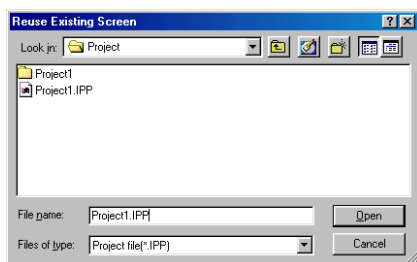 Reuse Existing Screen
Look in: Project
Project1
Project1.IPP
File name: Project1.IPP Open
Files of type: Project file(*.IPP) Cancel